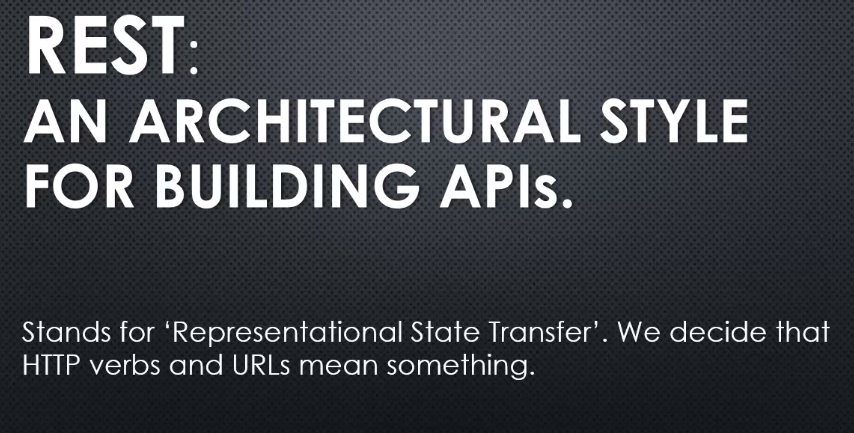 REST:
AN ARCHITECTURAL STYLE
FOR BUILDING APIs.
Stands for ‘Representational State Transfer’. We decide that
HTTP verbs and URLs mean something.